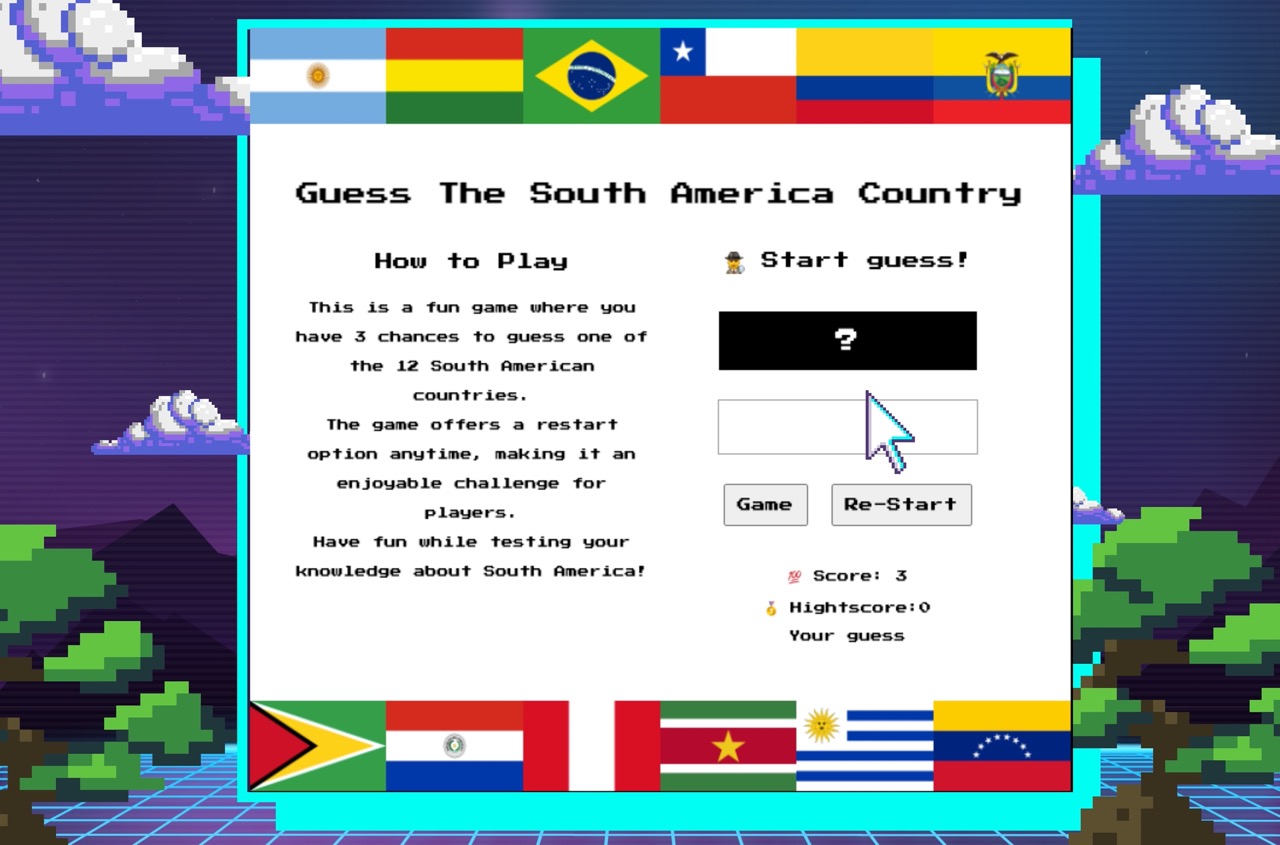 Guess The South America Country
How to Play
This is a fun game where you
have 3 chances to guess one of
the 12 South American
countries.
The game offers a restart
option anytime, making it an
enjoyable challenge for
players.
Have fun while testing your
knowledge about South America!
Start guess!
?
Game
Re-Start
💯 Score: 3
🥇 Hightscore:0
Your guess